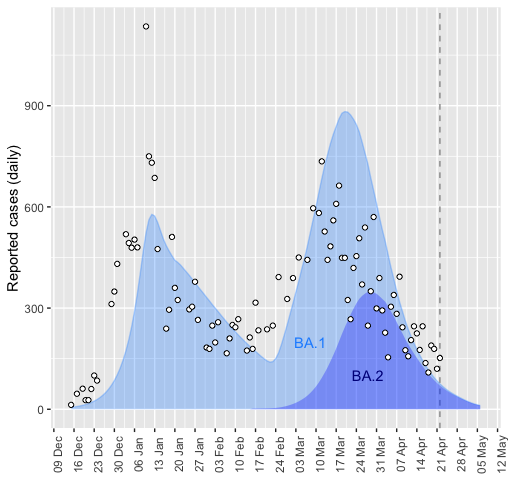 Reported cases (daily)
900
600
300
0
BA.1
BA.2
09 Dec
16 Dec
23 Dec
30 Dec
06 Jan
13 Jan
20 Jan
27 Jan
03 Feb
10 Feb
17 Feb
24 Feb
03 Mar
10 Mar
17 Mar
24 Mar
31 Mar
07 Apr
14 Apr
21 Apr
28 Apr
05 May
12 May